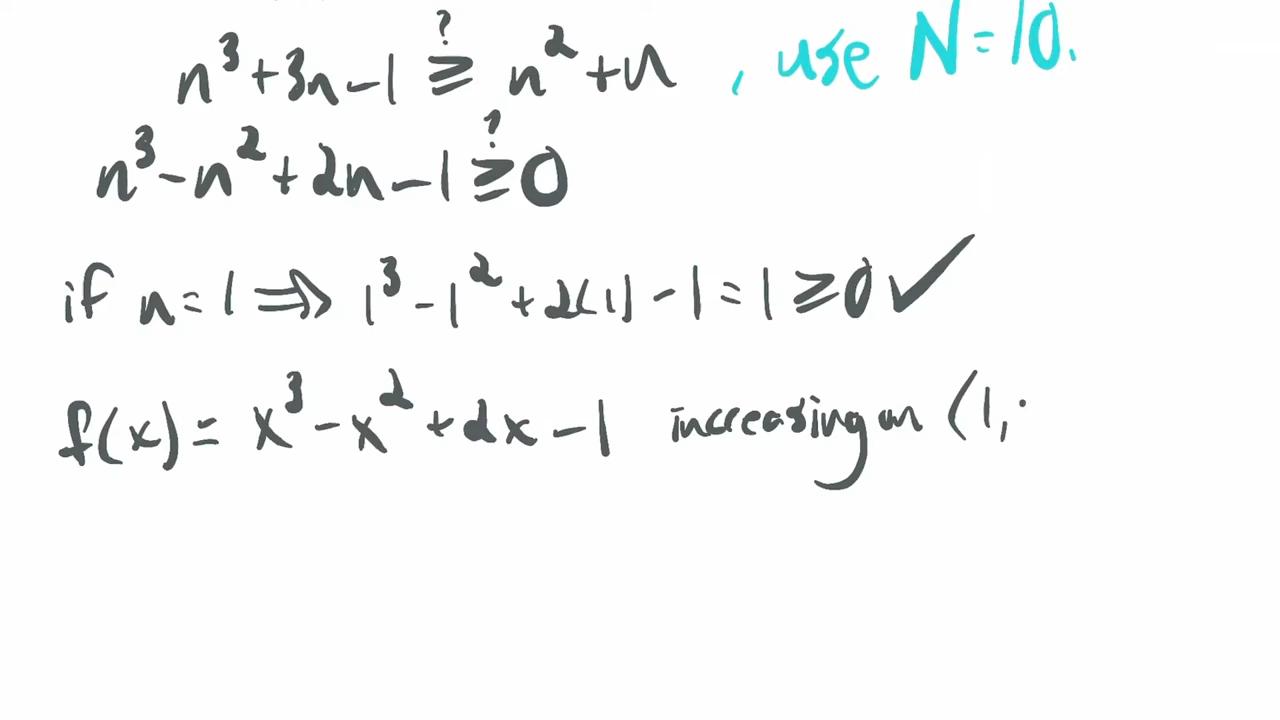 n³+3n-1 ≥? n²+n , use N=10.
n³-n²+2n-1 ≥? 0
if n=1 ⇒ 1³-1²+2(1)-1=1≥0 ✓
f(x)= x³-x²+2x-1 increasing on (1,